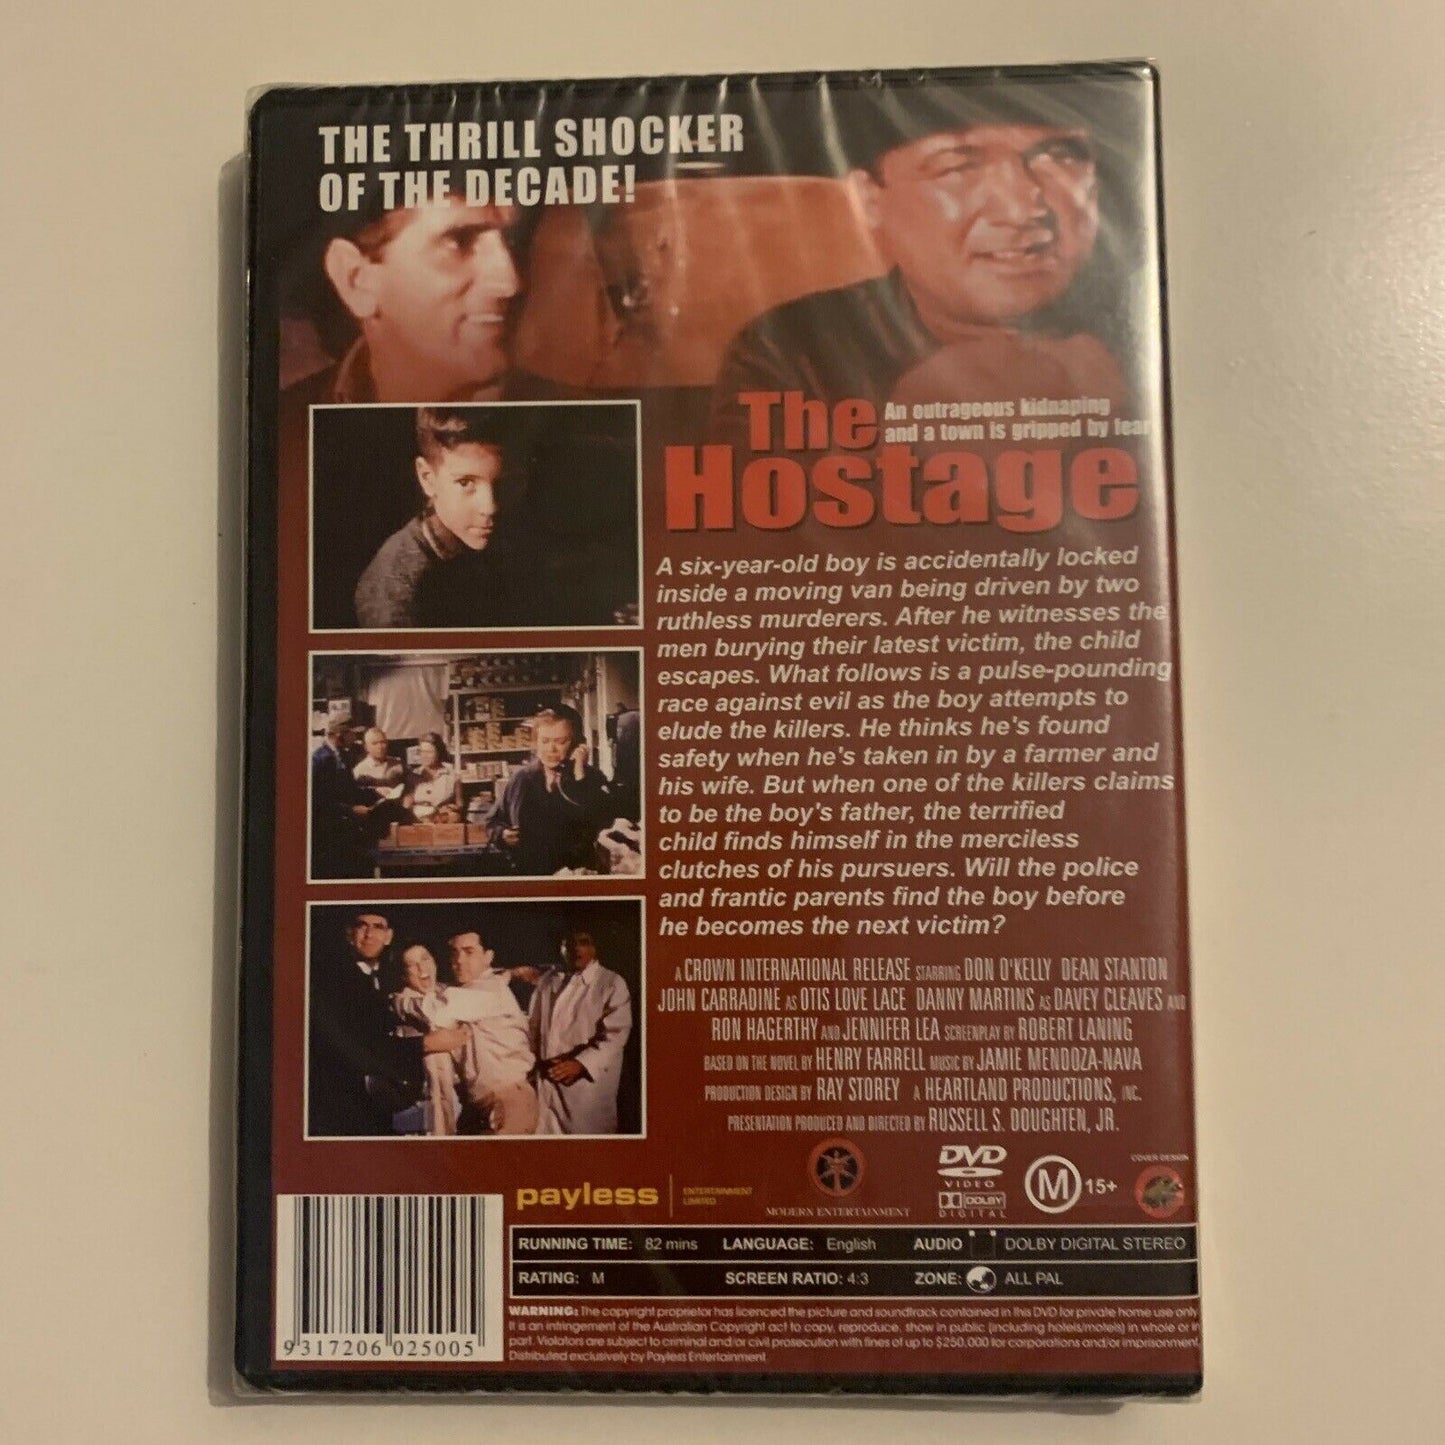 THE THRILL SHOCKER
OF THE DECADE!
The
Hostage
An outrageous kidnaping
and a town is gripped by fear
A six-year-old boy is accidentally locked
inside a moving van being driven by two
ruthless murderers. After he witnesses the
men burying their latest victim, the child
escapes. What follows is a pulse-pounding
race against evil as the boy attempts to
elude the killers. He thinks he's found
safety when he's taken in by a farmer and
his wife. But when one of the killers claims
to be the boy's father, the terrified
child finds himself in the merciless
clutches of his pursuers. Will the police
and frantic parents find the boy before
he becomes the next victim?
A CROWN INTERNATIONAL RELEASE STARRING DON O'KELLY DEAN STANTON
JOHN CARRADINE AS OTIS LOVE LACE DANNY MARTINS AS DAVEY CLEAVES AND
RON HAGERTHY AND JENNIFER LEA SCREENPLAY BY ROBERT LANING
BASED ON THE NOVEL BY HENRY FARRELL MUSIC BY JAMIE MENDOZA-NAVA
PRODUCTION DESIGN BY RAY STOREY A HEARTLAND PRODUCTIONS, INC.
PRESENTATION PRODUCED AND DIRECTED BY RUSSELL S. DOUGHTEN, JR.
payless ENTERTAINMENT LIMITED
MODERN ENTERTAINMENT
DVD
VIDEO
DOLBY
DIGITAL
M 15+
COVER DESIGN
RUNNING TIME: 82 mins LANGUAGE: English AUDIO DOLBY DIGITAL STEREO
RATING: M SCREEN RATIO: 4:3 ZONE: ALL PAL
WARNING: The copyright proprietor has licenced the picture and soundtrack contained in this DVD for private home use only
It is an infringement of the Australian Copyright act to copy, reproduce, show in public (including hotels/motels) in whole or in
part. Violators are subject to criminal and/or civil prosecution with fines of up to $250,000 for corporations and/or imprisonment
Distributed exclusively by Payless Entertainment
9317206 025005